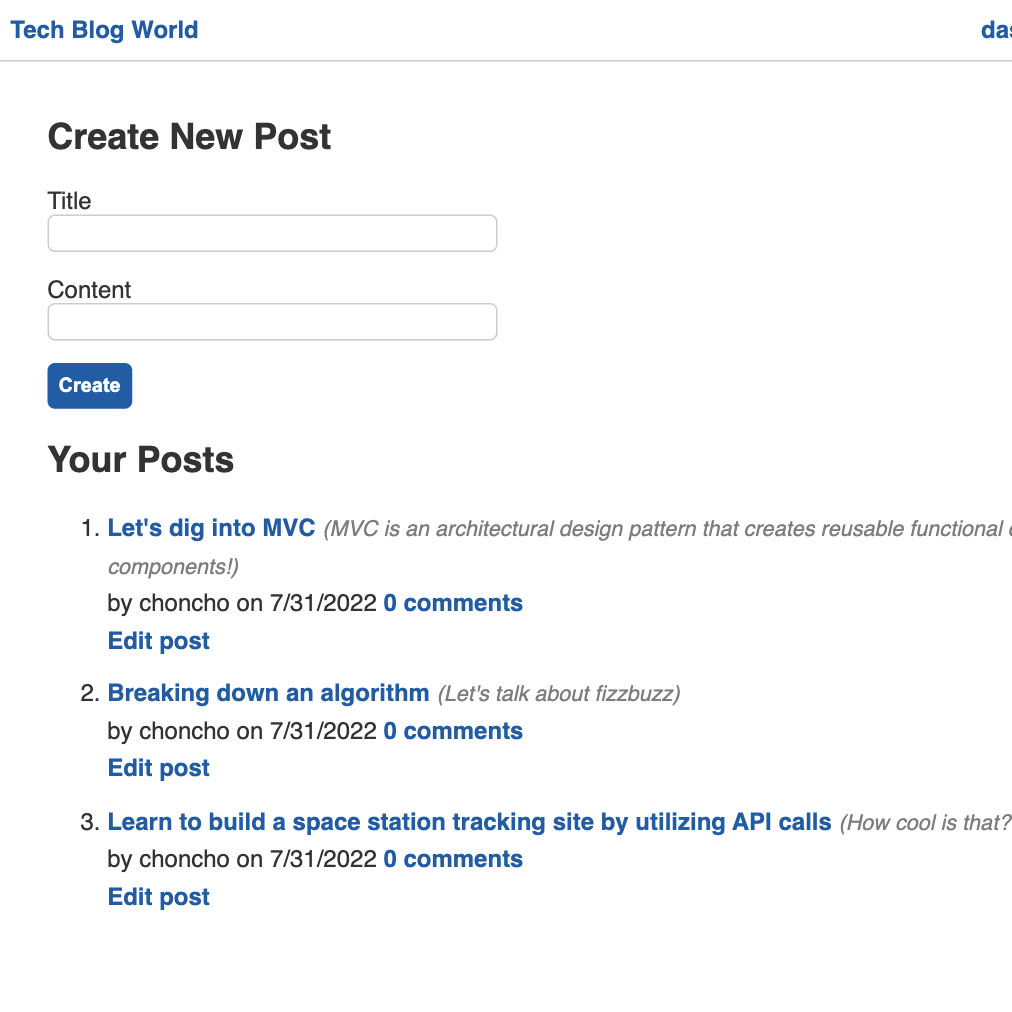 Tech Blog World
Create New Post
Title
Content
Create
Your Posts
1. Let's dig into MVC (MVC is an architectural design pattern that creates reusable functional
components!)
by choncho on 7/31/2022 0 comments
Edit post
2. Breaking down an algorithm (Let's talk about fizzbuzz)
by choncho on 7/31/2022 0 comments
Edit post
3. Learn to build a space station tracking site by utilizing API calls (How cool is that?
by choncho on 7/31/2022 0 comments
Edit post